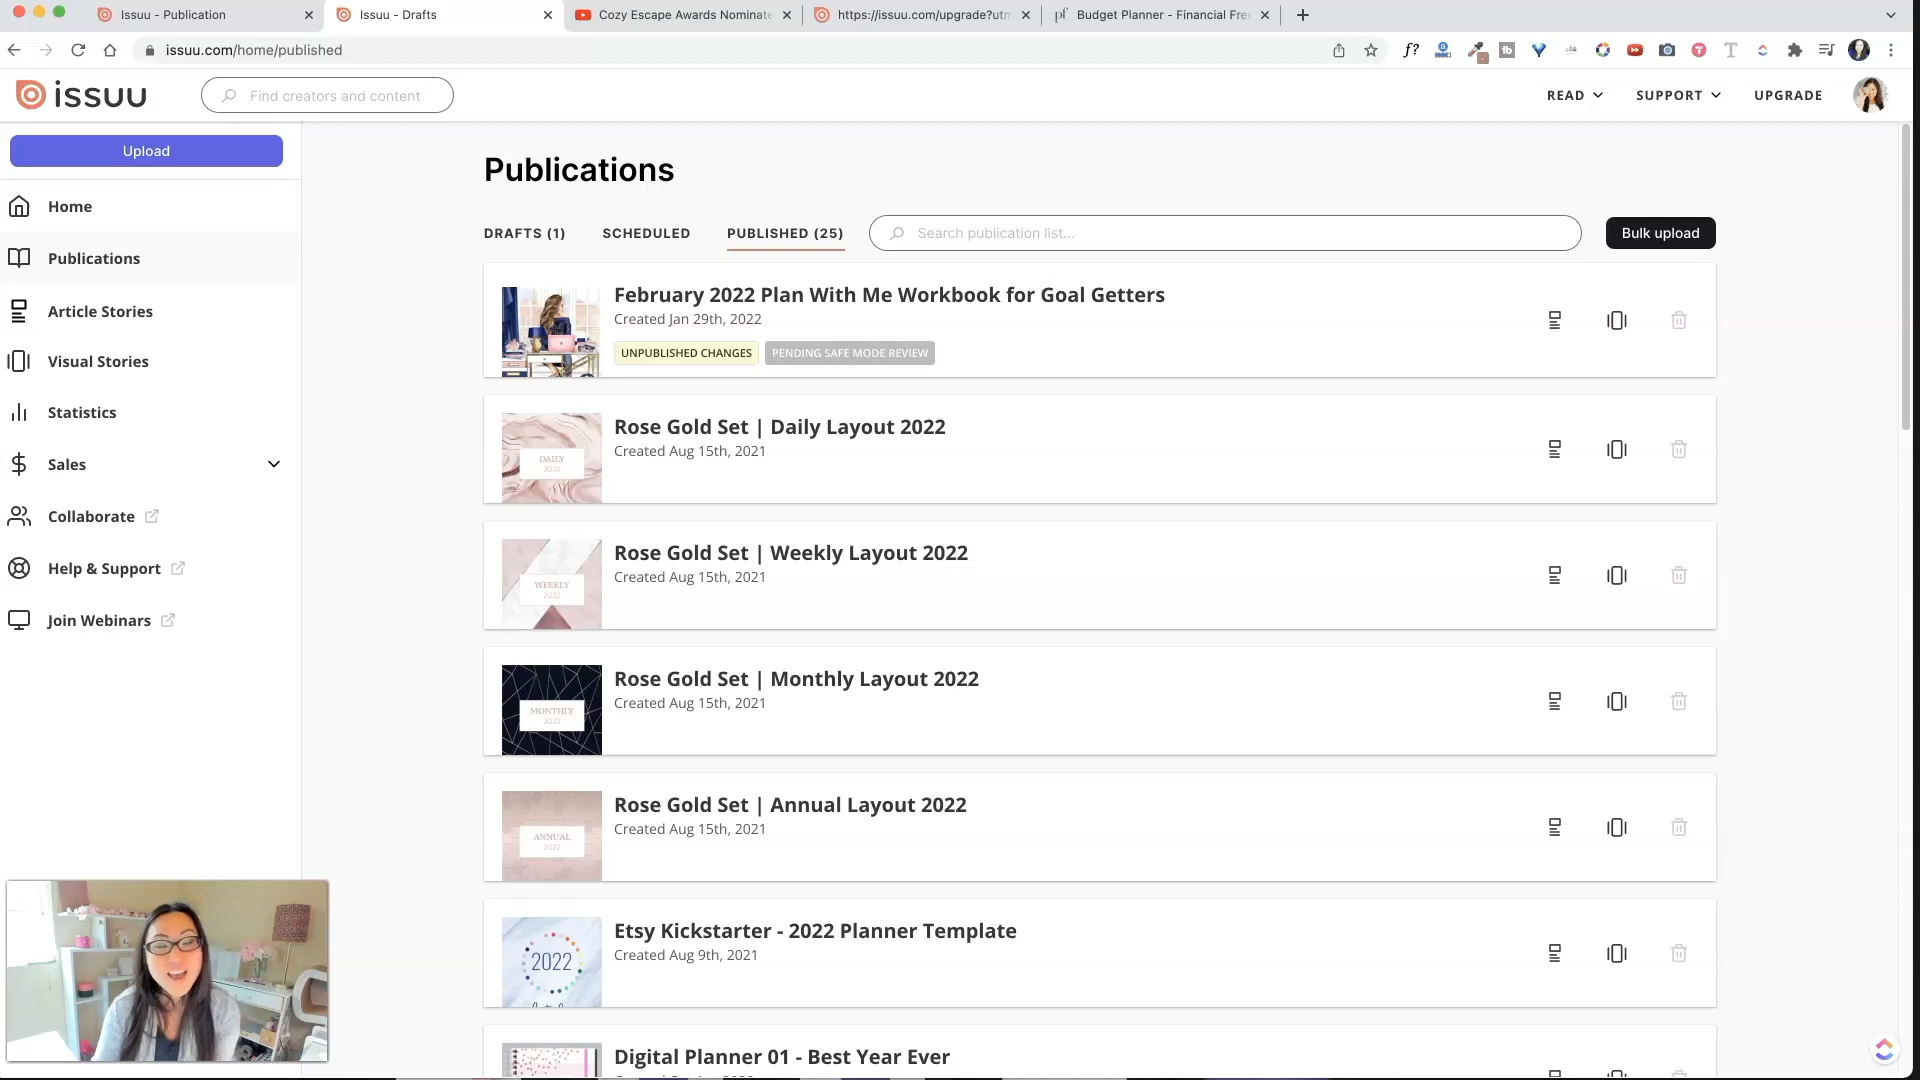 Issuu - Publication
Issuu - Drafts
Cozy Escape Awards Nominate
https://issuu.com/upgrade?utm
pf Budget Planner - Financial Fre
issuu.com/home/published
issuu
Find creators and content
READ
SUPPORT
UPGRADE
Upload
Home
Publications
Article Stories
Visual Stories
Statistics
Sales
Collaborate
Help & Support
Join Webinars
Publications
DRAFTS (1)
SCHEDULED
PUBLISHED (25)
Search publication list...
Bulk upload
February 2022 Plan With Me Workbook for Goal Getters
Created Jan 29th, 2022
UNPUBLISHED CHANGES
PENDING SAFE MODE REVIEW
DAILY
2022
Rose Gold Set | Daily Layout 2022
Created Aug 15th, 2021
WEEKLY
2022
Rose Gold Set | Weekly Layout 2022
Created Aug 15th, 2021
MONTHLY
2022
Rose Gold Set | Monthly Layout 2022
Created Aug 15th, 2021
ANNUAL
2022
Rose Gold Set | Annual Layout 2022
Created Aug 15th, 2021
2022
Etsy Kickstarter - 2022 Planner Template
Created Aug 9th, 2021
Digital Planner 01 - Best Year Ever